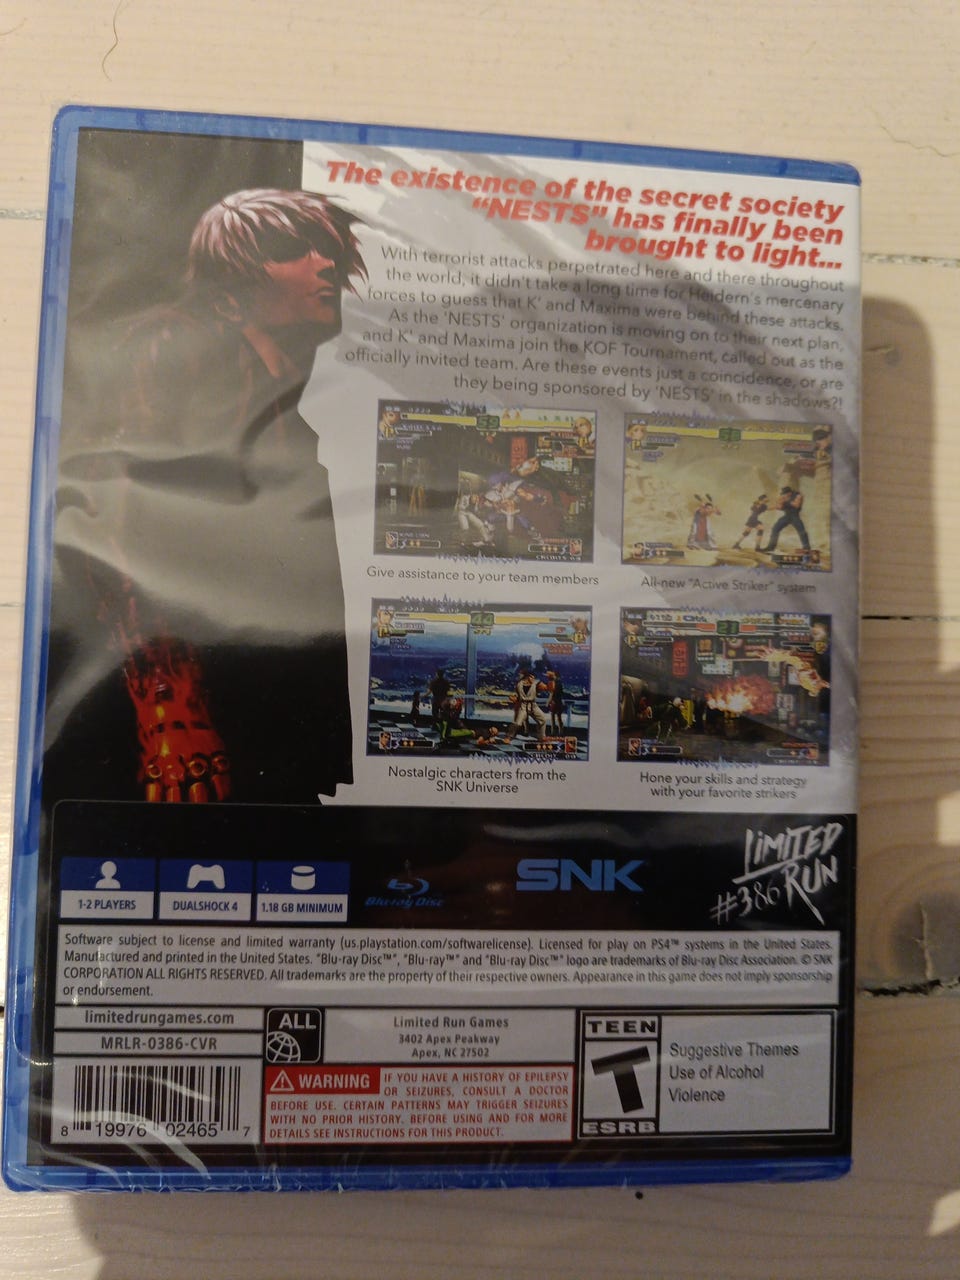 The existence of the secret society
"NESTS" has finally been
brought to light...
With terrorist attacks perpetrated here and there throughout
the world, it didn't take a long time for Heidern's mercenary
forces to guess that K' and Maxima were behind these attacks.
As the 'NESTS' organization is moving on to their next plan,
and K' and Maxima join the KOF Tournament, called out as the
officially invited team. Are these events just a coincidence, or are
they being sponsored by 'NESTS' in the shadows?!
Give assistance to your team members
All-new "Active Striker" system
Nostalgic characters from the
SNK Universe
Hone your skills and strategy
with your favorite strikers
1-2 PLAYERS
DUALSHOCK 4
1.18 GB MINIMUM
Blu-ray Disc
SNK
LIMITED
RUN
#386
Software subject to license and limited warranty (us.playstation.com/softwarelicense). Licensed for play on PS4™ systems in the United States.
Manufactured and printed in the United States. "Blu-ray Disc™", "Blu-ray™" and "Blu-ray Disc™" logo are trademarks of Blu-ray Disc Association. © SNK
CORPORATION ALL RIGHTS RESERVED. All trademarks are the property of their respective owners. Appearance in this game does not imply sponsorship
or endorsement.
limitedrungames.com
MRLR-0386-CVR
8 19976 02465 7
ALL
Limited Run Games
3402 Apex Peakway
Apex, NC 27502
WARNING IF YOU HAVE A HISTORY OF EPILEPSY
OR SEIZURES, CONSULT A DOCTOR
BEFORE USE. CERTAIN PATTERNS MAY TRIGGER SEIZURES
WITH NO PRIOR HISTORY. BEFORE USING AND FOR MORE
DETAILS SEE INSTRUCTIONS FOR THIS PRODUCT.
TEEN
T
ESRB
Suggestive Themes
Use of Alcohol
Violence